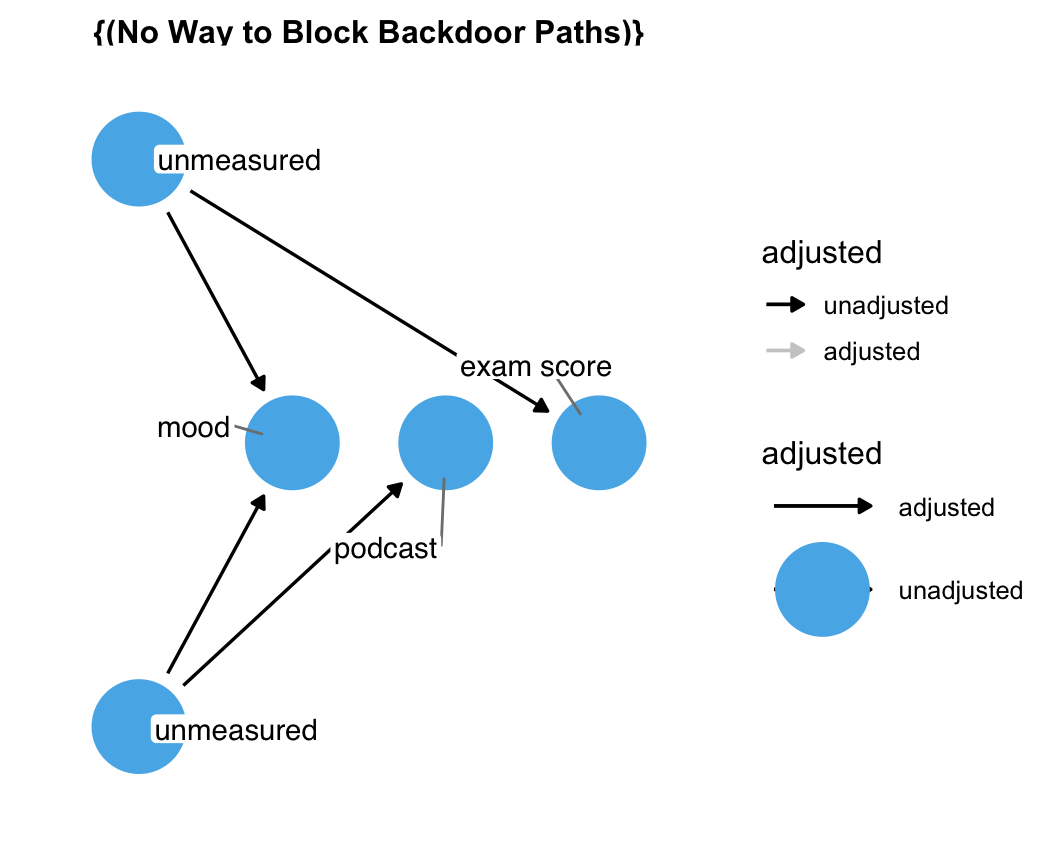 {(No Way to Block Backdoor Paths)}
unmeasured
exam score
mood
podcast
unmeasured
adjusted
unadjusted
adjusted
adjusted
adjusted
unadjusted